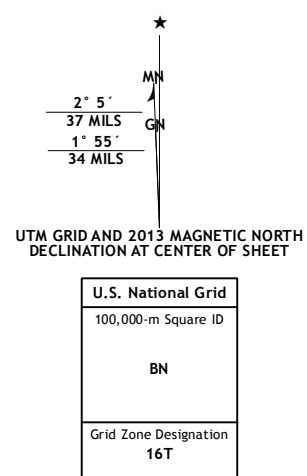 MN
2° 5´
37 MILS
GN
1° 55´
34 MILS
UTM GRID AND 2013 MAGNETIC NORTH
DECLINATION AT CENTER OF SHEET
U.S. National Grid
100,000-m Square ID
BN
Grid Zone Designation
16T